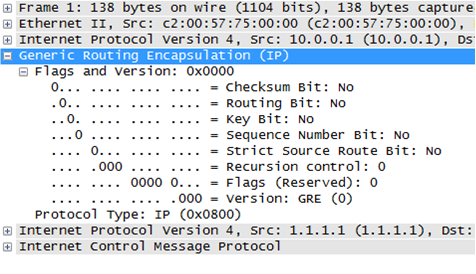 Frame 1: 138 bytes on wire (1104 bits), 138 bytes capture
Ethernet II, Src: c2:00:57:75:00:00 (c2:00:57:75:00:00),
Internet Protocol Version 4, Src: 10.0.0.1 (10.0.0.1), Dst
Generic Routing Encapsulation (IP)
Flags and Version: 0x0000
0... .... .... .... = Checksum Bit: No
.0.. .... .... .... = Routing Bit: No
..0. .... .... .... = Key Bit: No
...0 .... .... .... = Sequence Number Bit: No
.... 0... .... .... = Strict Source Route Bit: No
.... .000 .... .... = Recursion control: 0
.... .... 0000 0... = Flags (Reserved): 0
.... .... .... .000 = Version: GRE (0)
Protocol Type: IP (0x0800)
Internet Protocol Version 4, Src: 1.1.1.1 (1.1.1.1), Dst:
Internet Control Message Protocol